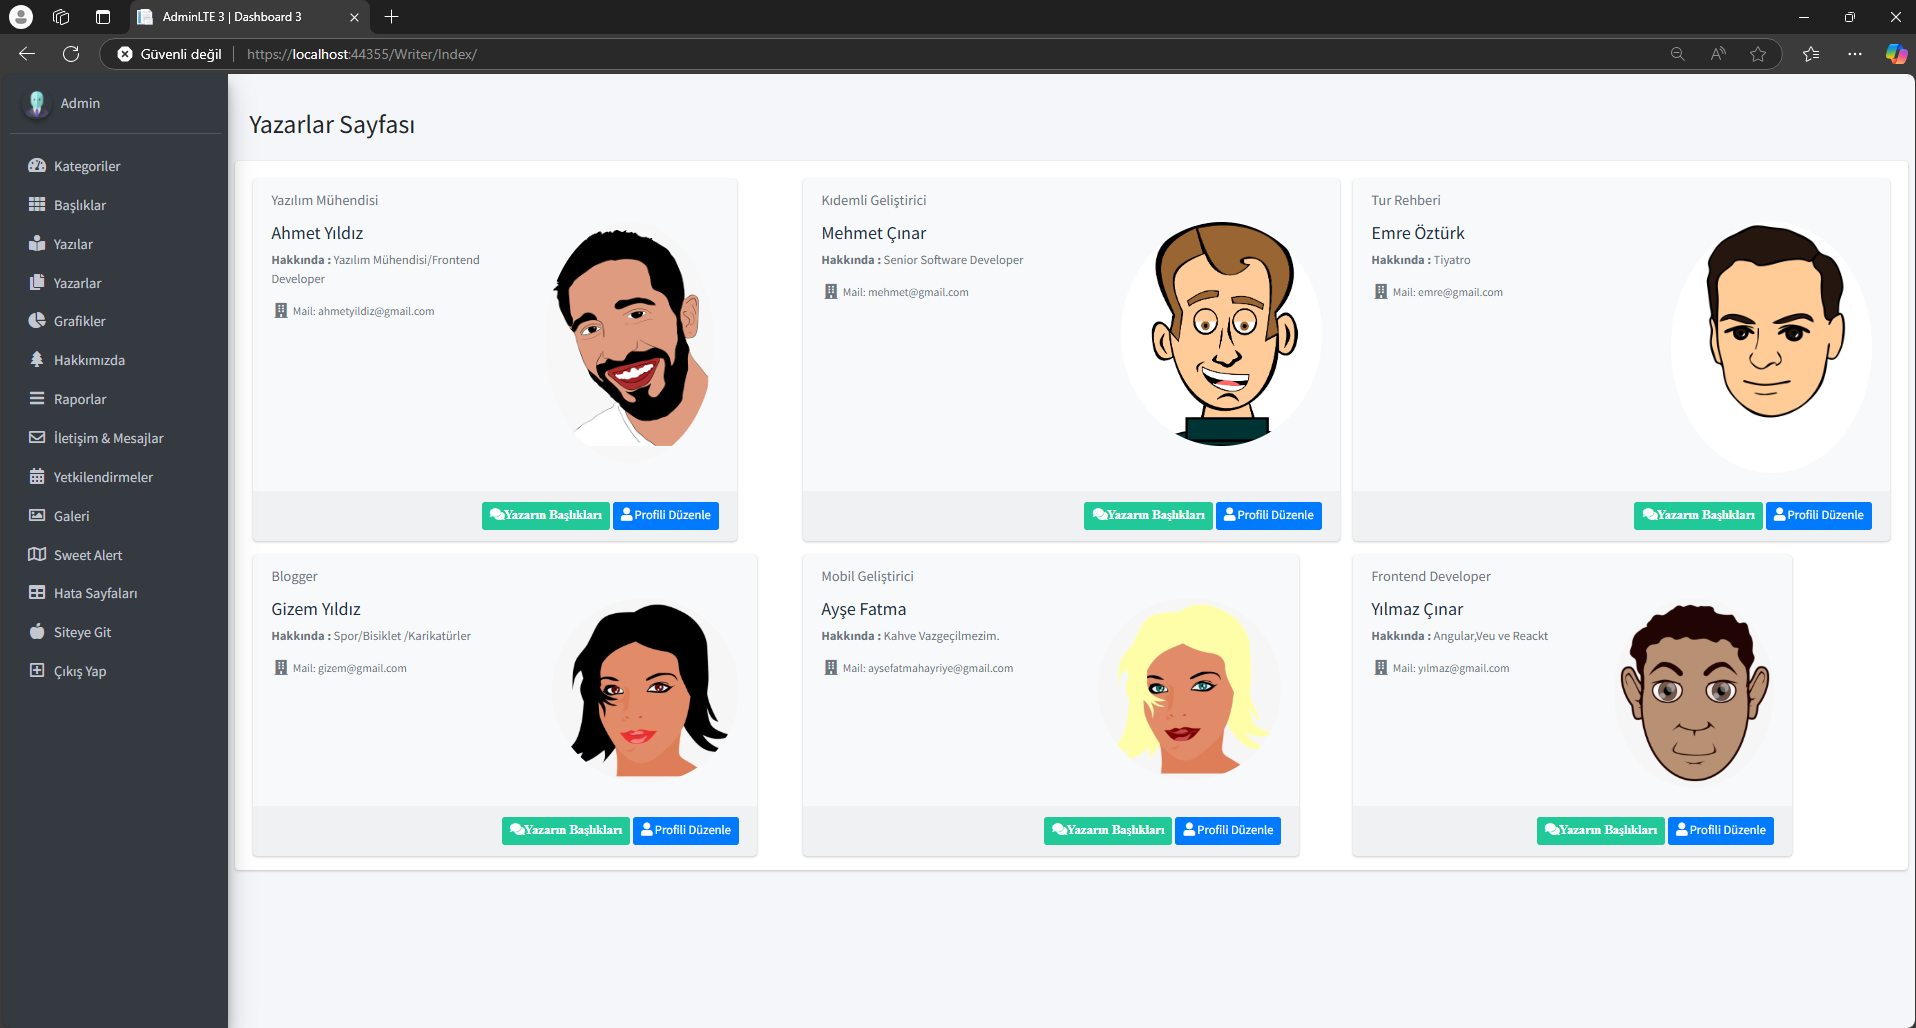 AdminLTE 3 | Dashboard 3
Güvenli değil
https://localhost:44355/Writer/Index/
Admin
Kategoriler
Başlıklar
Yazılar
Yazarlar
Grafikler
Hakkımızda
Raporlar
İletişim & Mesajlar
Yetkilendirmeler
Galeri
Sweet Alert
Hata Sayfaları
Siteye Git
Çıkış Yap
Yazarlar Sayfası
Yazılım Mühendisi
Ahmet Yıldız
Hakkında : Yazılım Mühendisi/Frontend
Developer
Mail: ahmetyildiz@gmail.com
Yazarın Başlıkları
Profili Düzenle
Kıdemli Geliştirici
Mehmet Çınar
Hakkında : Senior Software Developer
Mail: mehmet@gmail.com
Yazarın Başlıkları
Profili Düzenle
Tur Rehberi
Emre Öztürk
Hakkında : Tiyatro
Mail: emre@gmail.com
Yazarın Başlıkları
Profili Düzenle
Blogger
Gizem Yıldız
Hakkında : Spor/Bisiklet /Karikatürler
Mail: gizem@gmail.com
Yazarın Başlıkları
Profili Düzenle
Mobil Geliştirici
Ayşe Fatma
Hakkında : Kahve Vazgeçilmezim.
Mail: aysefatmahayriye@gmail.com
Yazarın Başlıkları
Profili Düzenle
Frontend Developer
Yılmaz Çınar
Hakkında : Angular,Veu ve Reackt
Mail: yılmaz@gmail.com
Yazarın Başlıkları
Profili Düzenle